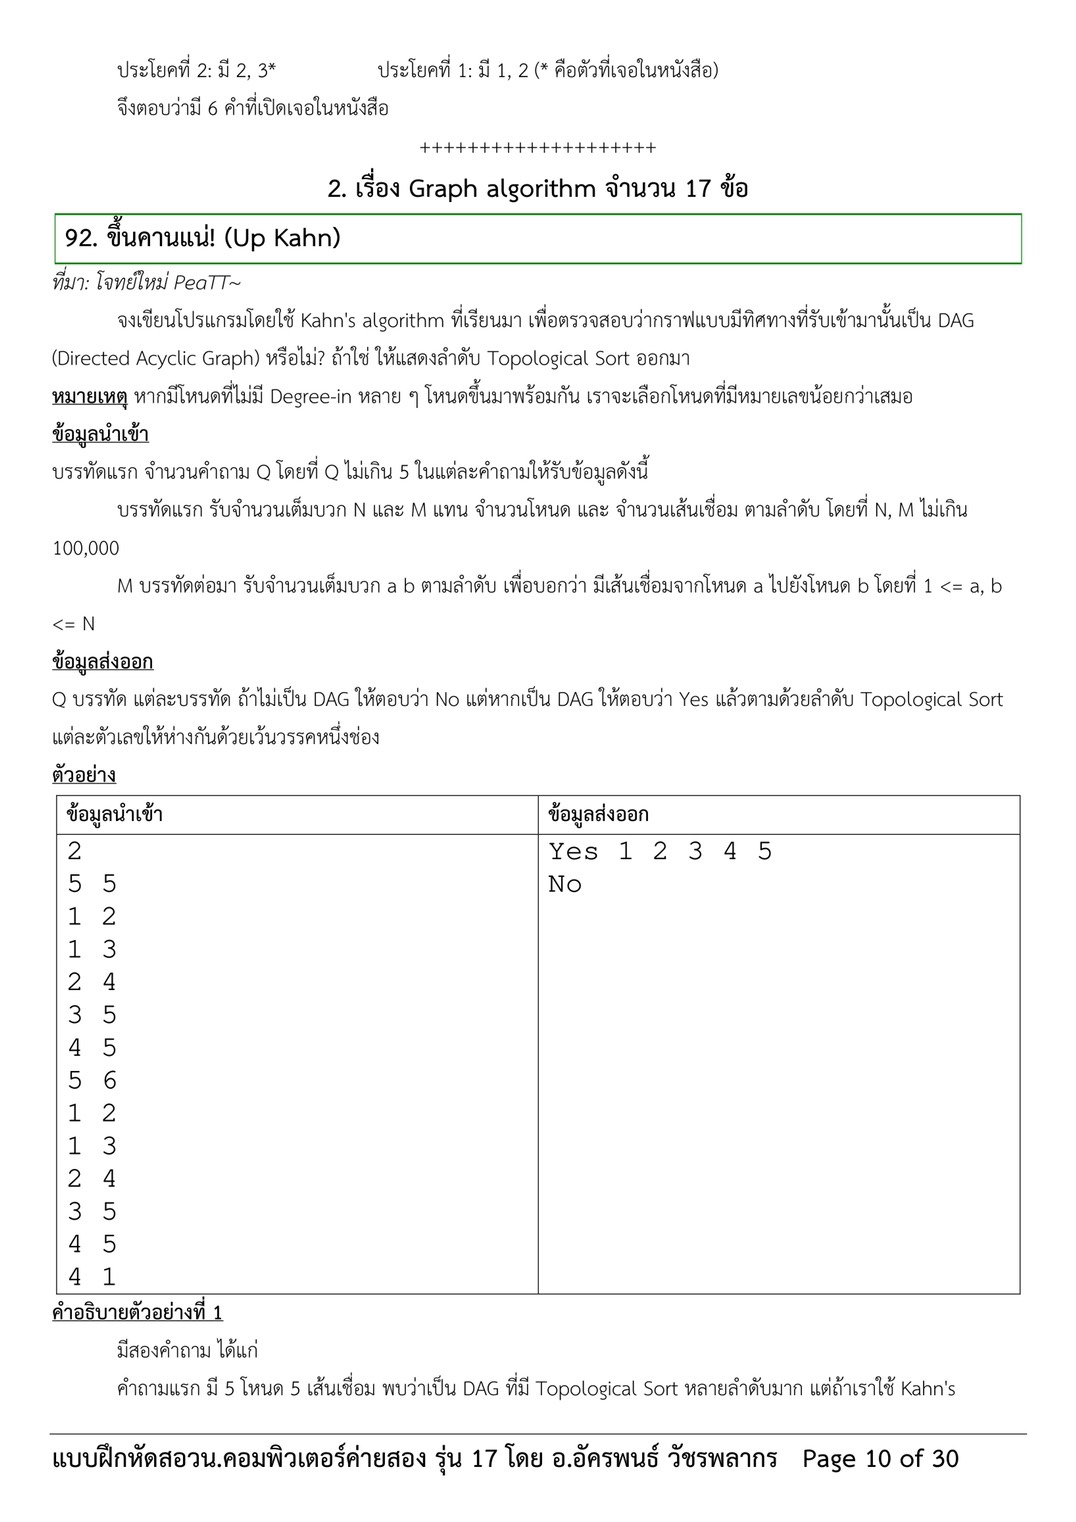 ประโยคที่ 2: มี 2, 3* ประโยคที่ 1: มี 1, 2 (* คือตัวที่เจอในหนังสือ)
จึงตอบว่ามี 6 คำที่เปิดเจอในหนังสือ
++++++++++++++++++++
2. เรื่อง Graph algorithm จำนวน 17 ข้อ
92. ขึ้นคานแน่! (Up Kahn)
ที่มา: โจทย์ใหม่ PeaTT~
จงเขียนโปรแกรมโดยใช้ Kahn's algorithm ที่เรียนมา เพื่อตรวจสอบว่ากราฟแบบมีทิศทางที่รับเข้ามานั้นเป็น DAG
(Directed Acyclic Graph) หรือไม่? ถ้าใช่ ให้แสดงลำดับ Topological Sort ออกมา
หมายเหตุ หากมีโหนดที่ไม่มี Degree-in หลาย ๆ โหนดขึ้นมาพร้อมกัน เราจะเลือกโหนดที่มีหมายเลขน้อยกว่าเสมอ
ข้อมูลนำเข้า
บรรทัดแรก จำนวนคำถาม Q โดยที่ Q ไม่เกิน 5 ในแต่ละคำถามให้รับข้อมูลดังนี้
บรรทัดแรก รับจำนวนเต็มบวก N และ M แทน จำนวนโหนด และ จำนวนเส้นเชื่อม ตามลำดับ โดยที่ N, M ไม่เกิน
100,000
M บรรทัดต่อมา รับจำนวนเต็มบวก a b ตามลำดับ เพื่อบอกว่า มีเส้นเชื่อมจากโหนด a ไปยังโหนด b โดยที่ 1 <= a, b
<= N
ข้อมูลส่งออก
Q บรรทัด แต่ละบรรทัด ถ้าไม่เป็น DAG ให้ตอบว่า No แต่หากเป็น DAG ให้ตอบว่า Yes แล้วตามด้วยลำดับ Topological Sort
แต่ละตัวเลขให้ห่างกันด้วยเว้นวรรคหนึ่งช่อง
ตัวอย่าง
ข้อมูลนำเข้า ข้อมูลส่งออก
2 Yes 1 2 3 4 5
5 5 No
1 2
1 3
2 4
3 5
4 5
5 6
1 2
1 3
2 4
3 5
4 5
4 1
คำอธิบายตัวอย่างที่ 1
มีสองคำถาม ได้แก่
คำถามแรก มี 5 โหนด 5 เส้นเชื่อม พบว่าเป็น DAG ที่มี Topological Sort หลายลำดับมาก แต่ถ้าเราใช้ Kahn's
แบบฝึกหัดสอวน.คอมพิวเตอร์ค่ายสอง รุ่น 17 โดย อ.อัครพนธ์ วัชรพลากร Page 10 of 30